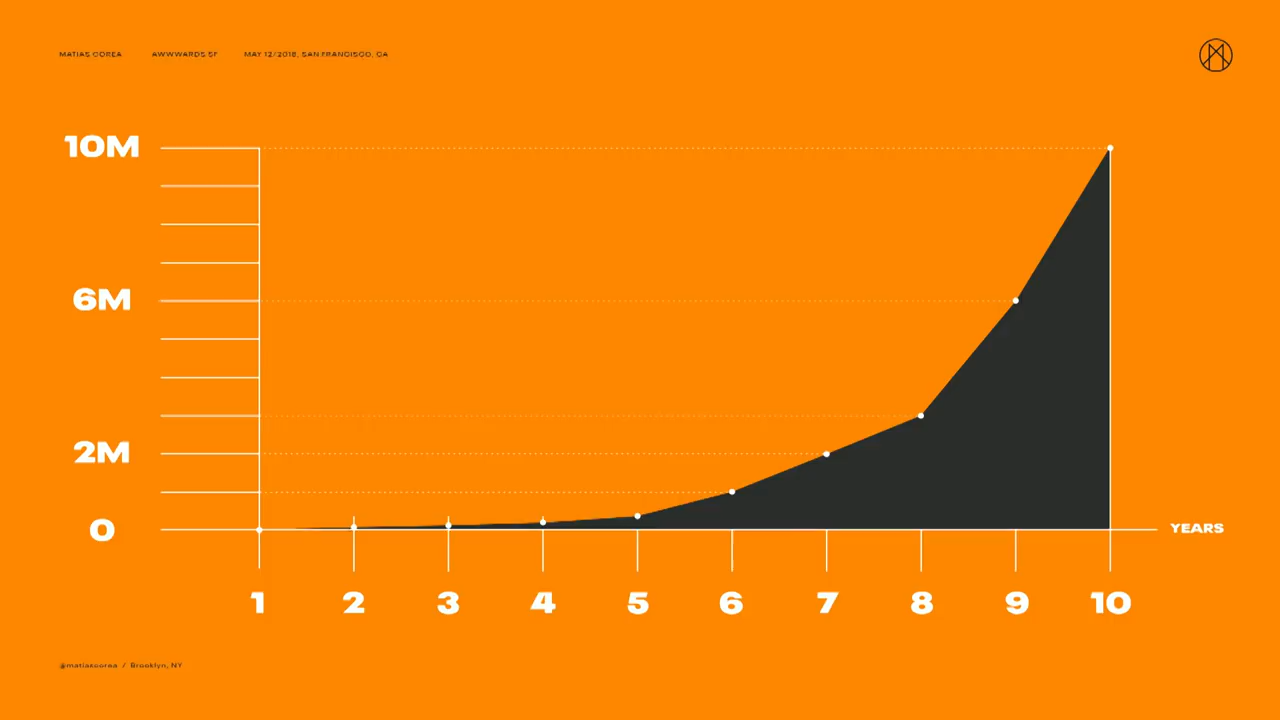 MATIAS COREA AWWWARDS SF MAY 12/2018, SAN FRANCISCO, CA
10M
6M
2M
0
YEARS
1 2 3 4 5 6 7 8 9 10
@matiascorea / Brooklyn, NY